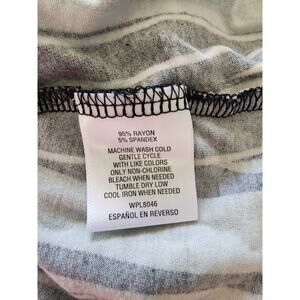 95% RAYON
5% SPANDEX
MACHINE WASH COLD
GENTLE CYCLE
WITH LIKE COLORS
ONLY NON-CHLORINE
BLEACH WHEN NEEDED
TUMBLE DRY LOW
COOL IRON WHEN NEEDED
WPL8046
ESPAÑOL EN REVERSO